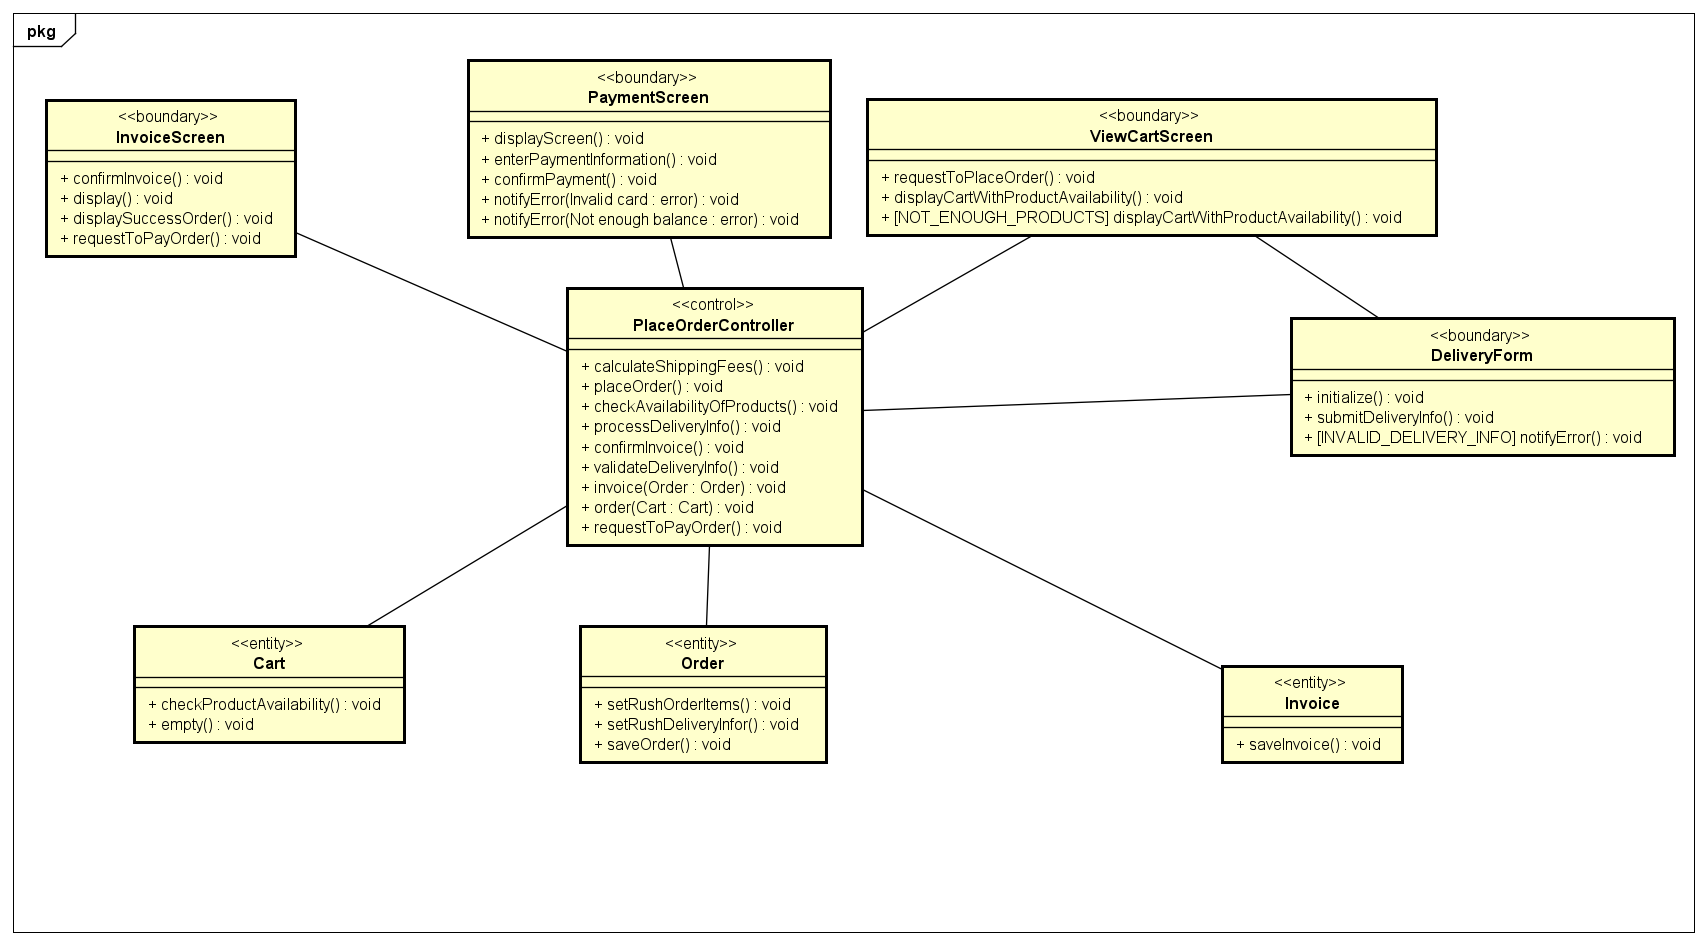 pkg
<<boundary>>
InvoiceScreen
+ confirmInvoice() : void
+ display() : void
+ displaySuccessOrder() : void
+ requestToPayOrder() : void
<<boundary>>
PaymentScreen
+ displayScreen() : void
+ enterPaymentInformation() : void
+ confirmPayment() : void
+ notifyError(Invalid card : error) : void
+ notifyError(Not enough balance : error) : void
<<boundary>>
ViewCartScreen
+ requestToPlaceOrder() : void
+ displayCartWithProductAvailability() : void
+ [NOT_ENOUGH_PRODUCTS] displayCartWithProductAvailability() : void
<<control>>
PlaceOrderController
+ calculateShippingFees() : void
+ placeOrder() : void
+ checkAvailabilityOfProducts() : void
+ processDeliveryInfo() : void
+ confirmInvoice() : void
+ validateDeliveryInfo() : void
+ invoice(Order : Order) : void
+ order(Cart : Cart) : void
+ requestToPayOrder() : void
<<boundary>>
DeliveryForm
+ initialize() : void
+ submitDeliveryInfo() : void
+ [INVALID_DELIVERY_INFO] notifyError() : void
<<entity>>
Cart
+ checkProductAvailability() : void
+ empty() : void
<<entity>>
Order
+ setRushOrderItems() : void
+ setRushDeliveryInfor() : void
+ saveOrder() : void
<<entity>>
Invoice
+ saveInvoice() : void